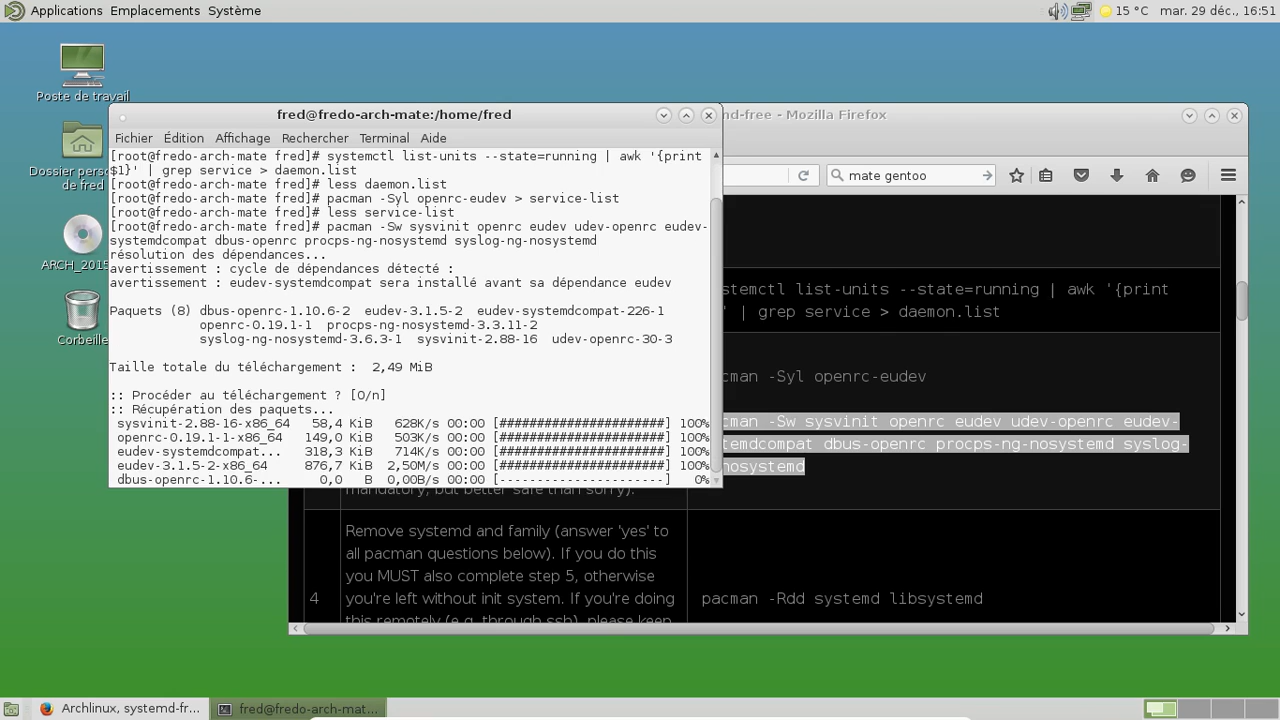 Applications Emplacements Système
15 °C mar. 29 déc., 16:51
Poste de travail
Dossier perso
de fred
ARCH_2015
Corbeille
fred@fredo-arch-mate:/home/fred
Fichier Édition Affichage Rechercher Terminal Aide
[root@fredo-arch-mate fred]# systemctl list-units --state=running | awk '{print
$1}' | grep service > daemon.list
[root@fredo-arch-mate fred]# less daemon.list
[root@fredo-arch-mate fred]# pacman -Syl openrc-eudev > service-list
[root@fredo-arch-mate fred]# less service-list
[root@fredo-arch-mate fred]# pacman -Sw sysvinit openrc eudev udev-openrc eudev-
systemdcompat dbus-openrc procps-ng-nosystemd syslog-ng-nosystemd
résolution des dépendances...
avertissement : cycle de dépendances détecté :
avertissement : eudev-systemdcompat sera installé avant sa dépendance eudev
Paquets (8) dbus-openrc-1.10.6-2 eudev-3.1.5-2 eudev-systemdcompat-226-1
openrc-0.19.1-1 procps-ng-nosystemd-3.3.11-2
syslog-ng-nosystemd-3.6.3-1 sysvinit-2.88-16 udev-openrc-30-3
Taille totale du téléchargement : 2,49 MiB
:: Procéder au téléchargement ? [O/n]
:: Récupération des paquets...
sysvinit-2.88-16-x86_64 58,4 KiB 628K/s 00:00 [######################] 100%
openrc-0.19.1-1-x86_64 149,0 KiB 503K/s 00:00 [######################] 100%
eudev-systemdcompat... 318,3 KiB 714K/s 00:00 [######################] 100%
eudev-3.1.5-2-x86_64 876,7 KiB 2,50M/s 00:00 [######################] 100%
dbus-openrc-1.10.6-... 0,0 B 0,00B/s 00:00 [----------------------] 0%
md-free - Mozilla Firefox
mate gentoo
stemctl list-units --state=running | awk '{print
' | grep service > daemon.list
cman -Syl openrc-eudev
cman -Sw sysvinit openrc eudev udev-openrc eudev-
temdcompat dbus-openrc procps-ng-nosystemd syslog-
nosystemd
mandatory, but better safe than sorry).
Remove systemd and family (answer 'yes' to
all pacman questions below). If you do this
you MUST also complete step 5, otherwise
4 you're left without init system. If you're doing pacman -Rdd systemd libsystemd
this remotely (e.g. through ssh), please keep
Archlinux, systemd-fr...
fred@fredo-arch-mat...